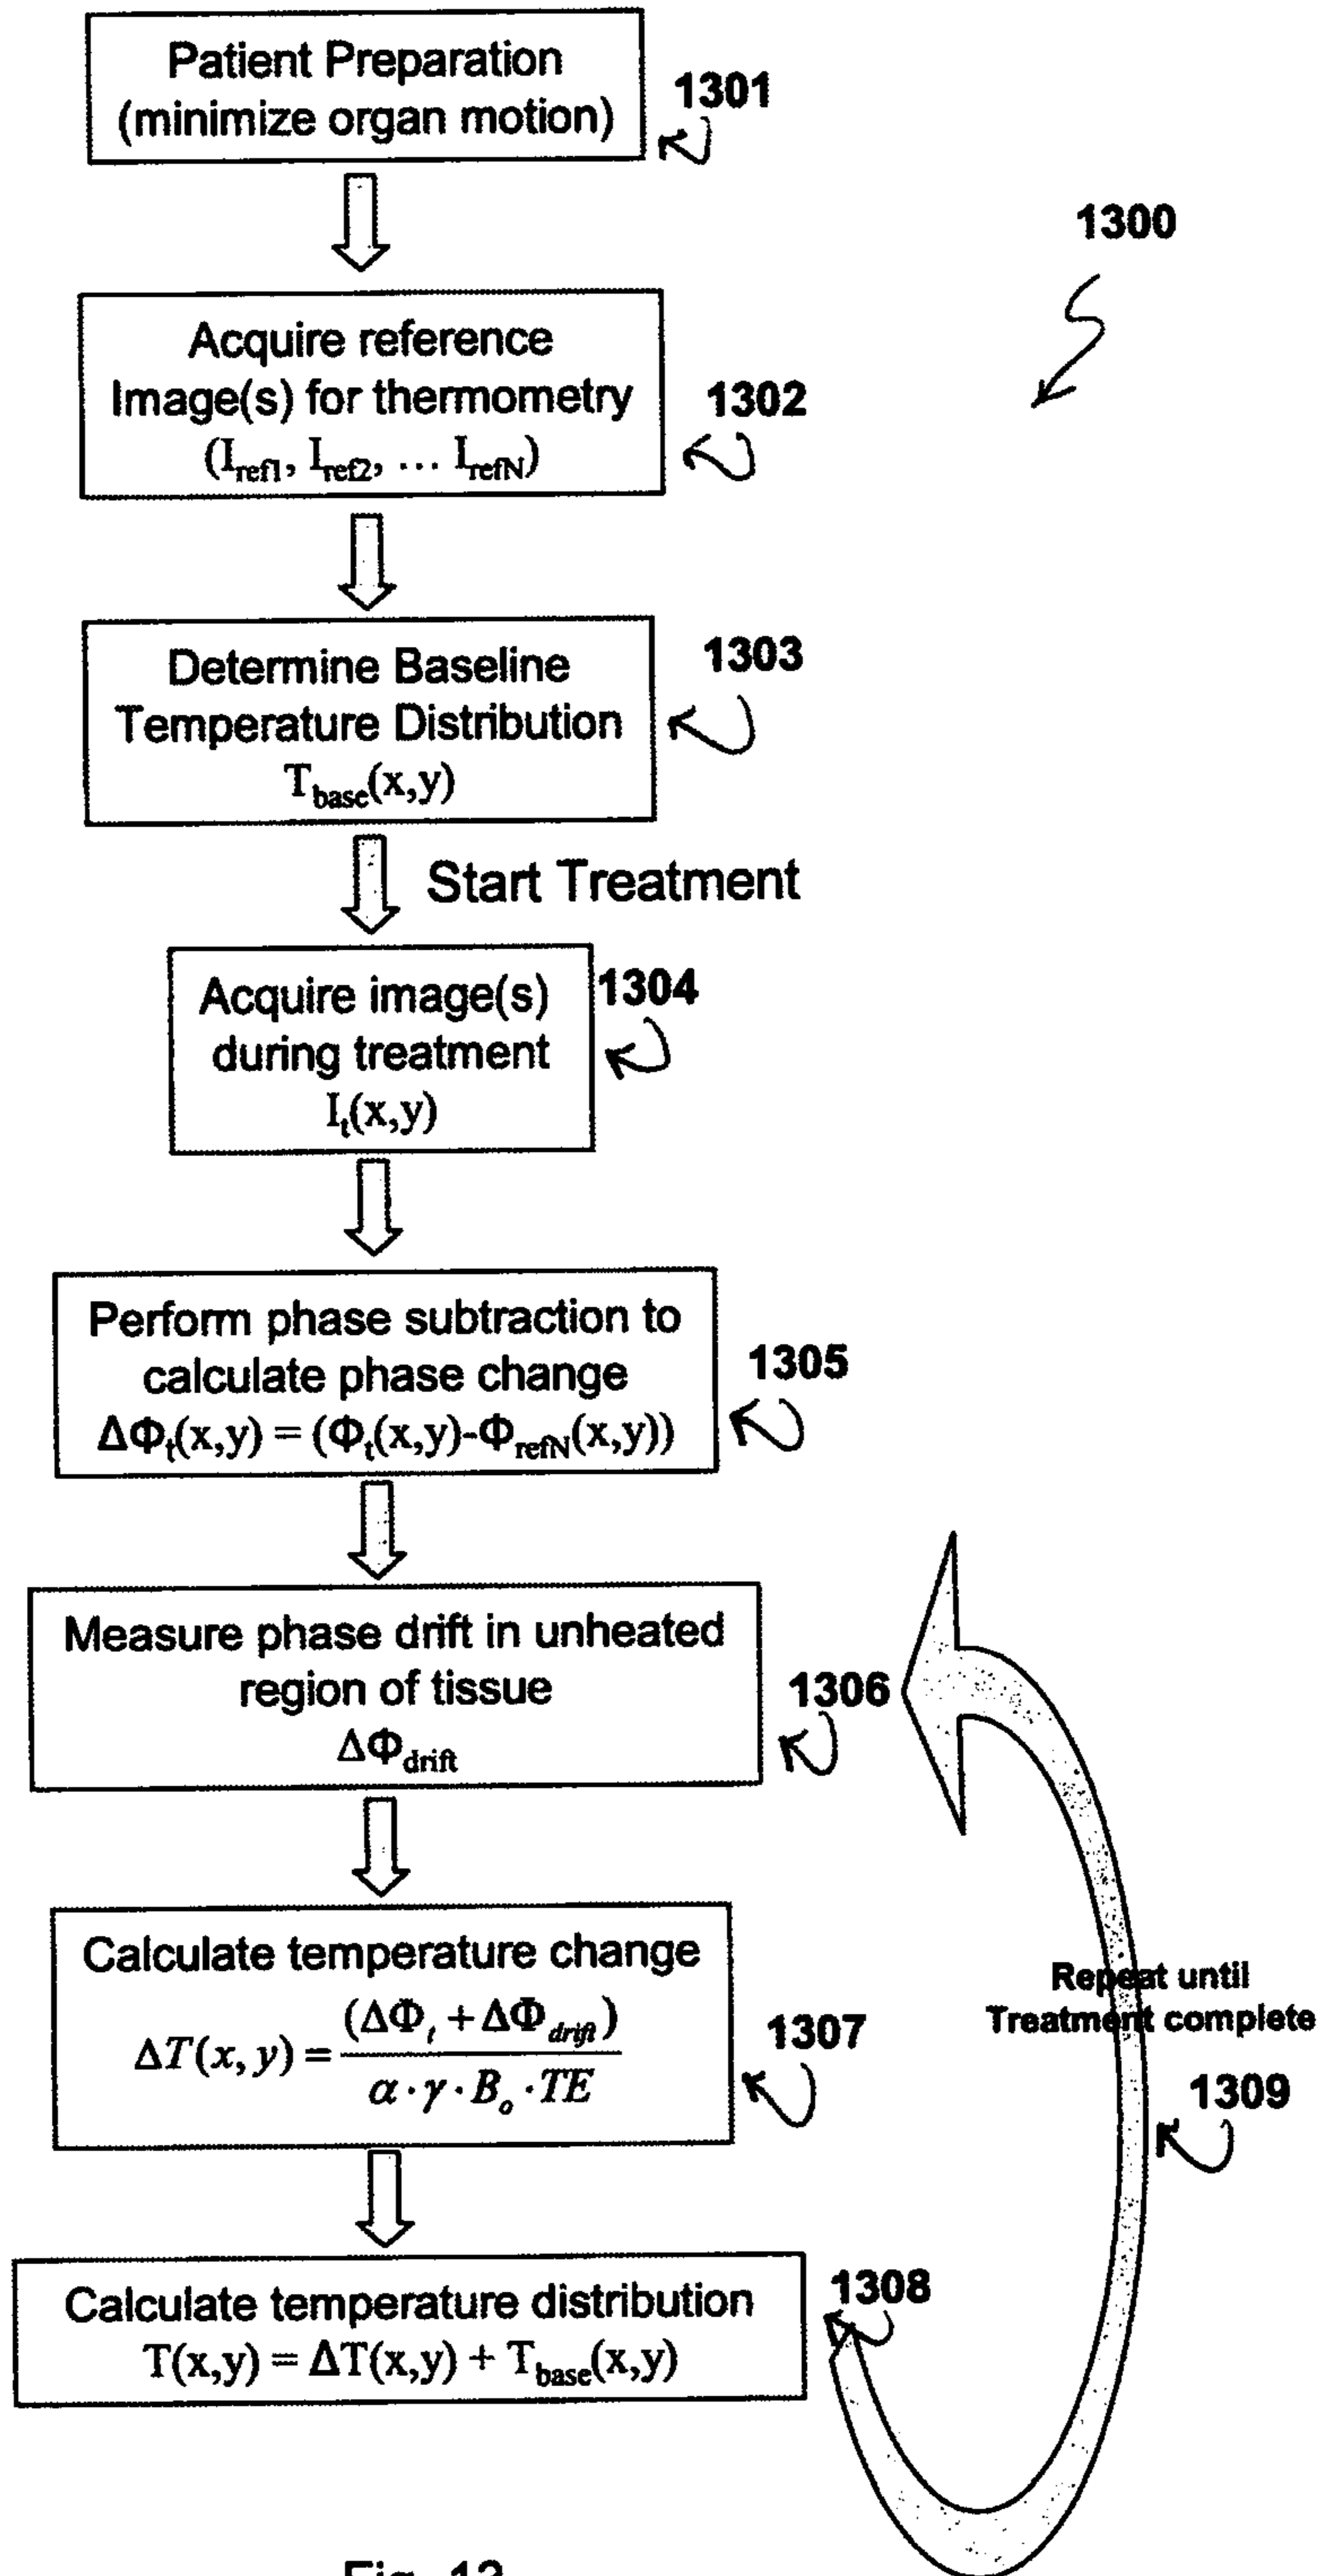 Patient Preparation
(minimize organ motion)
1301
1300
Acquire reference
Image(s) for thermometry
(I_ref1, I_ref2, ... I_refN)
1302
Determine Baseline
Temperature Distribution
T_base(x,y)
1303
Start Treatment
Acquire image(s)
during treatment
I_t(x,y)
1304
Perform phase subtraction to
calculate phase change
ΔΦ_t(x,y) = (Φ_t(x,y)-Φ_refN(x,y))
1305
Measure phase drift in unheated
region of tissue
ΔΦ_drift
1306
Calculate temperature change
ΔT(x, y) = (ΔΦ_t + ΔΦ_drift) / α · γ · B_o · TE
1307
Repeat until
Treatment complete
1309
Calculate temperature distribution
T(x,y) = ΔT(x,y) + T_base(x,y)
1308